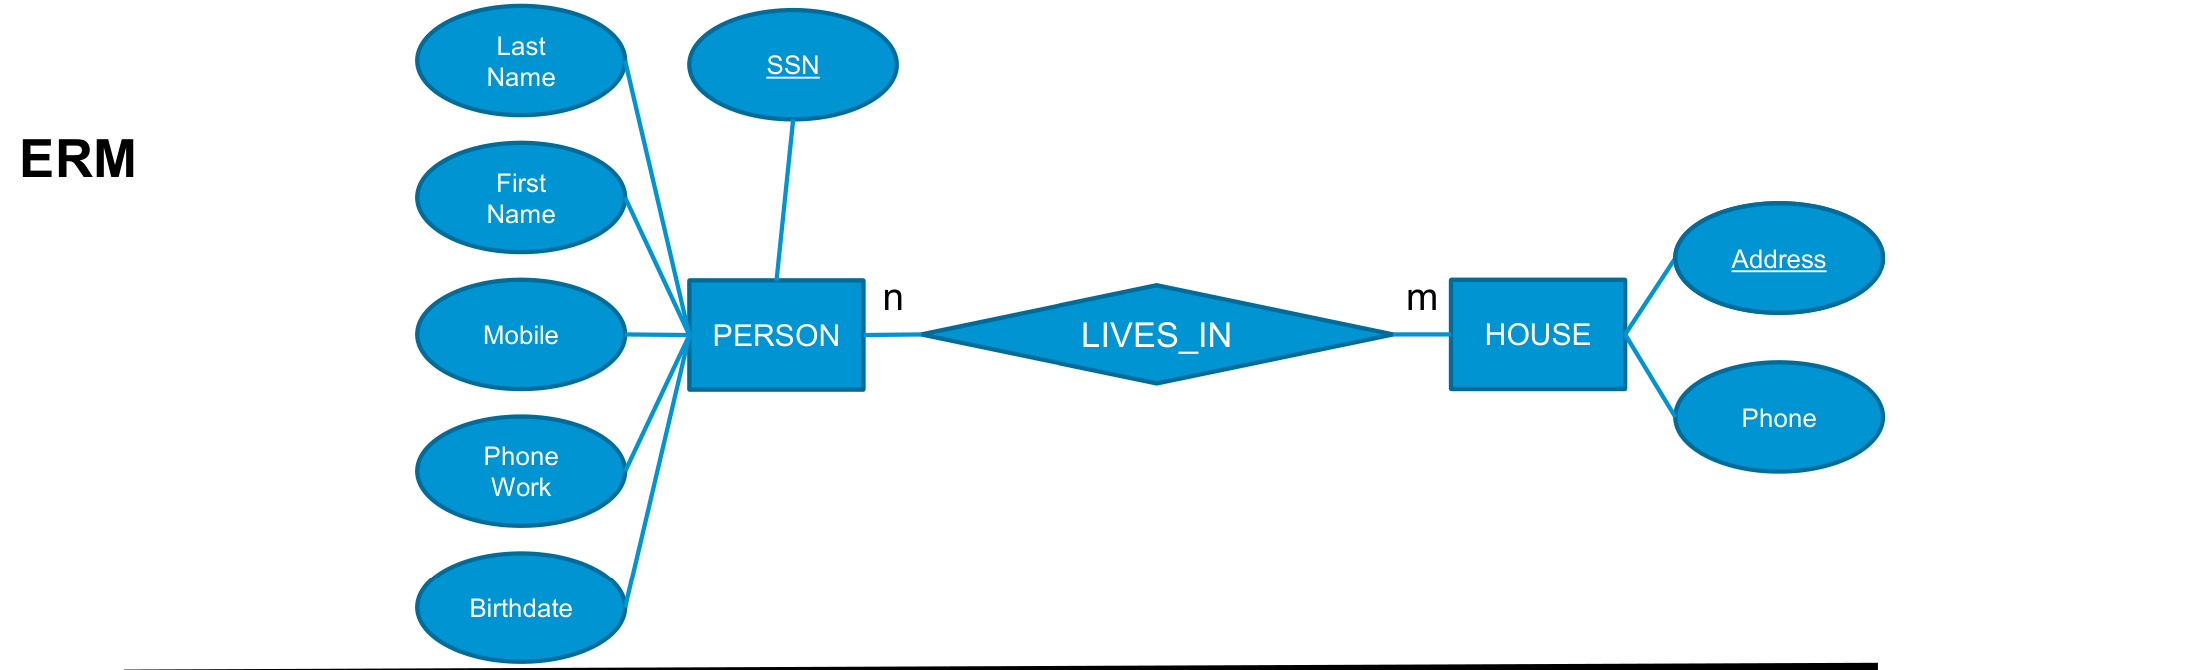 Last
Name
SSN
ERM
First
Name
Address
n
m
Mobile
PERSON
LIVES_IN
HOUSE
Phone
Phone
Work
Birthdate